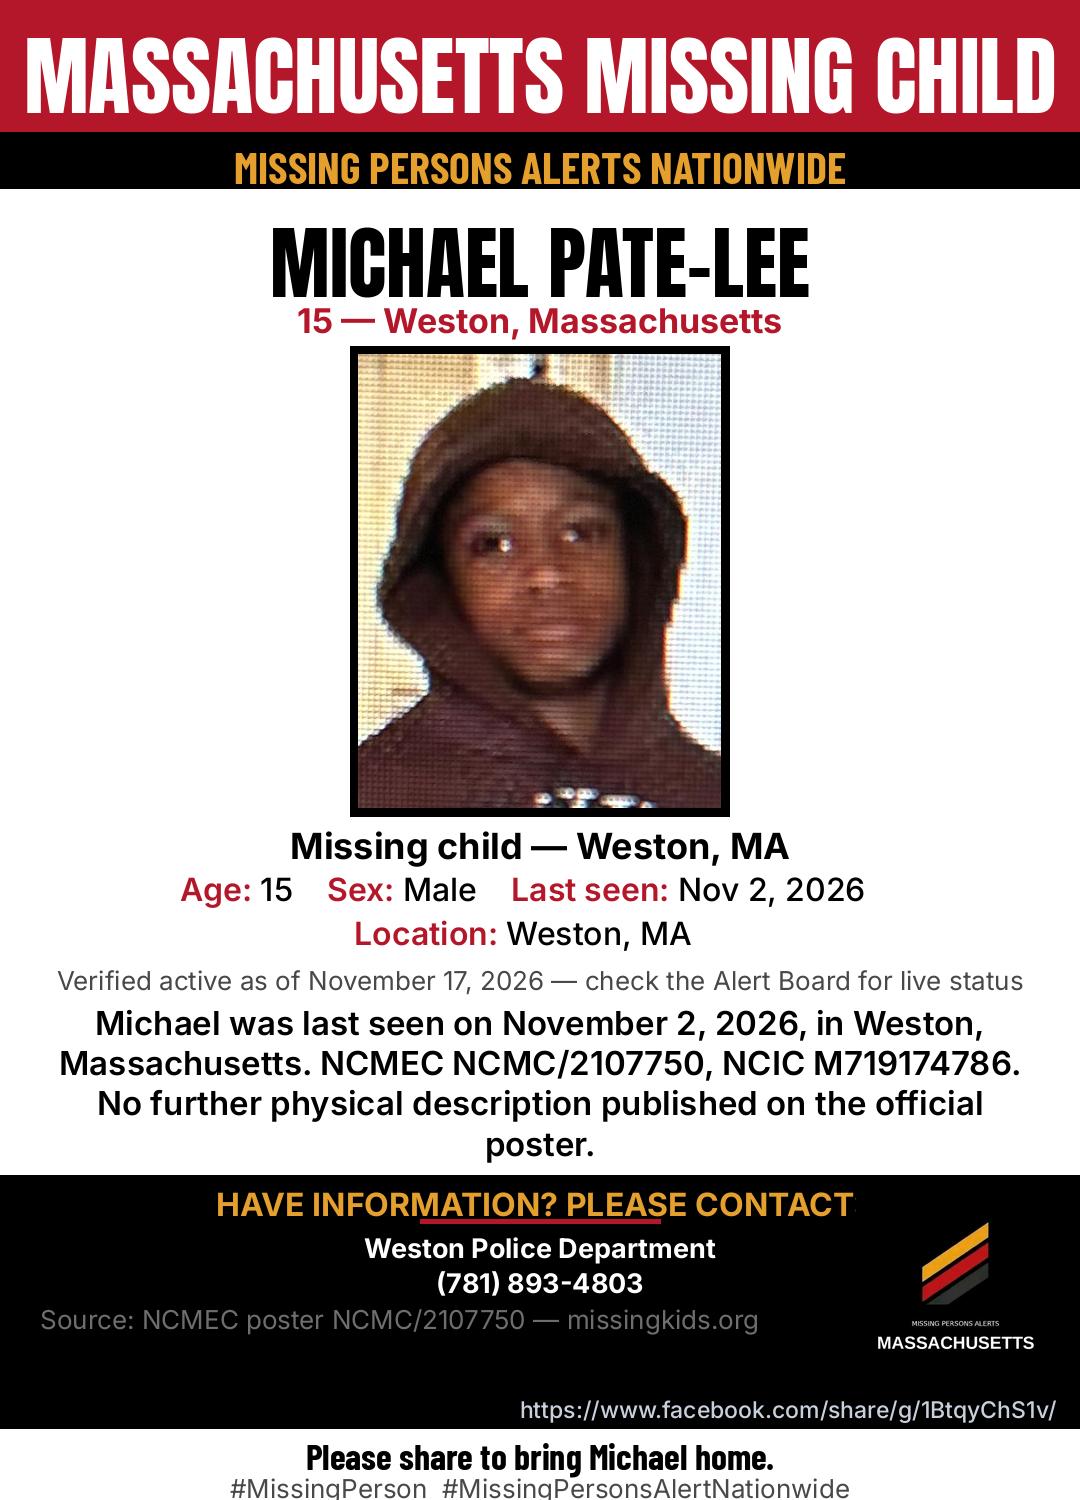 MASSACHUSETTS MISSING CHILD
MISSING PERSONS ALERTS NATIONWIDE
MICHAEL PATE-LEE
15 — Weston, Massachusetts
Missing child — Weston, MA
Age: 15 Sex: Male Last seen: Nov 2, 2026
Location: Weston, MA
Verified active as of November 17, 2026 — check the Alert Board for live status
Michael was last seen on November 2, 2026, in Weston,
Massachusetts. NCMEC NCMC/2107750, NCIC M719174786.
No further physical description published on the official
poster.
HAVE INFORMATION? PLEASE CONTACT:
Weston Police Department
(781) 893-4803
Source: NCMEC poster NCMC/2107750 — missingkids.org
MISSING PERSONS ALERTS
MASSACHUSETTS
https://www.facebook.com/share/g/1BtqyChS1v/
Please share to bring Michael home.
#MissingPerson #MissingPersonsAlertNationwide